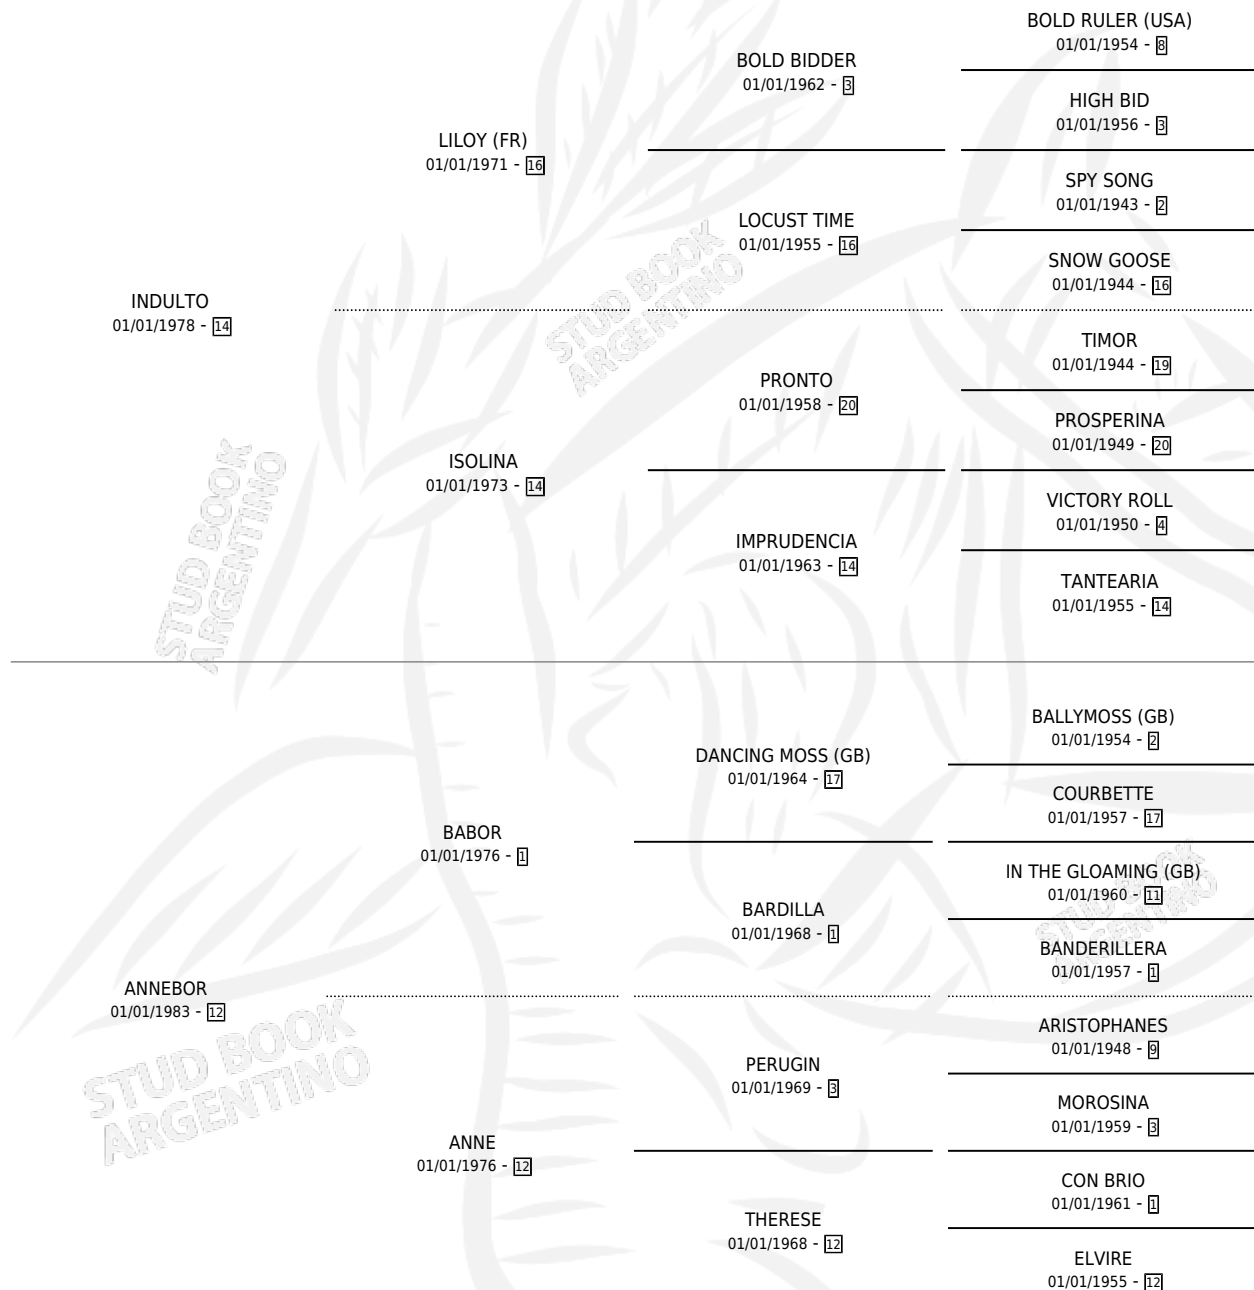 BOLD RULER (USA)
01/01/1954 - 8
BOLD BIDDER
01/01/1962 - 3
HIGH BID
01/01/1956 - 3
LILOY (FR)
01/01/1971 - 16
SPY SONG
01/01/1943 - 2
LOCUST TIME
01/01/1955 - 16
SNOW GOOSE
01/01/1944 - 16
INDULTO
01/01/1978 - 14
TIMOR
01/01/1944 - 19
PRONTO
01/01/1958 - 20
PROSPERINA
01/01/1949 - 20
ISOLINA
01/01/1973 - 14
VICTORY ROLL
01/01/1950 - 4
IMPRUDENCIA
01/01/1963 - 14
TANTEARIA
01/01/1955 - 14
BALLYMOSS (GB)
01/01/1954 - 2
DANCING MOSS (GB)
01/01/1964 - 17
COURBETTE
01/01/1957 - 17
BABOR
01/01/1976 - 1
IN THE GLOAMING (GB)
01/01/1960 - 11
BARDILLA
01/01/1968 - 1
BANDERILLERA
01/01/1957 - 1
ANNEBOR
01/01/1983 - 12
ARISTOPHANES
01/01/1948 - 9
PERUGIN
01/01/1969 - 3
MOROSINA
01/01/1959 - 3
ANNE
01/01/1976 - 12
CON BRIO
01/01/1961 - 1
THERESE
01/01/1968 - 12
ELVIRE
01/01/1955 - 12
STUD BOOK
ARGENTINO
STUD BOOK
ARGENTINO
STUD BOOK
ARGENTINO
STUD BOOK
ARGENTINO